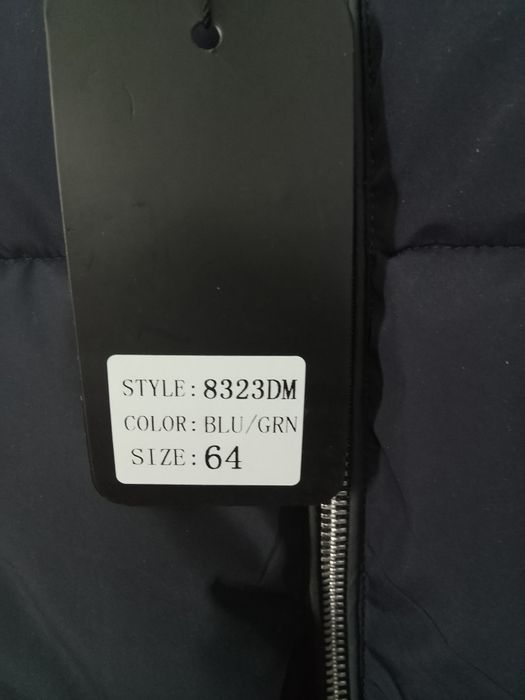 STYLE: 8323DM
COLOR: BLU/GRN
SIZE: 64